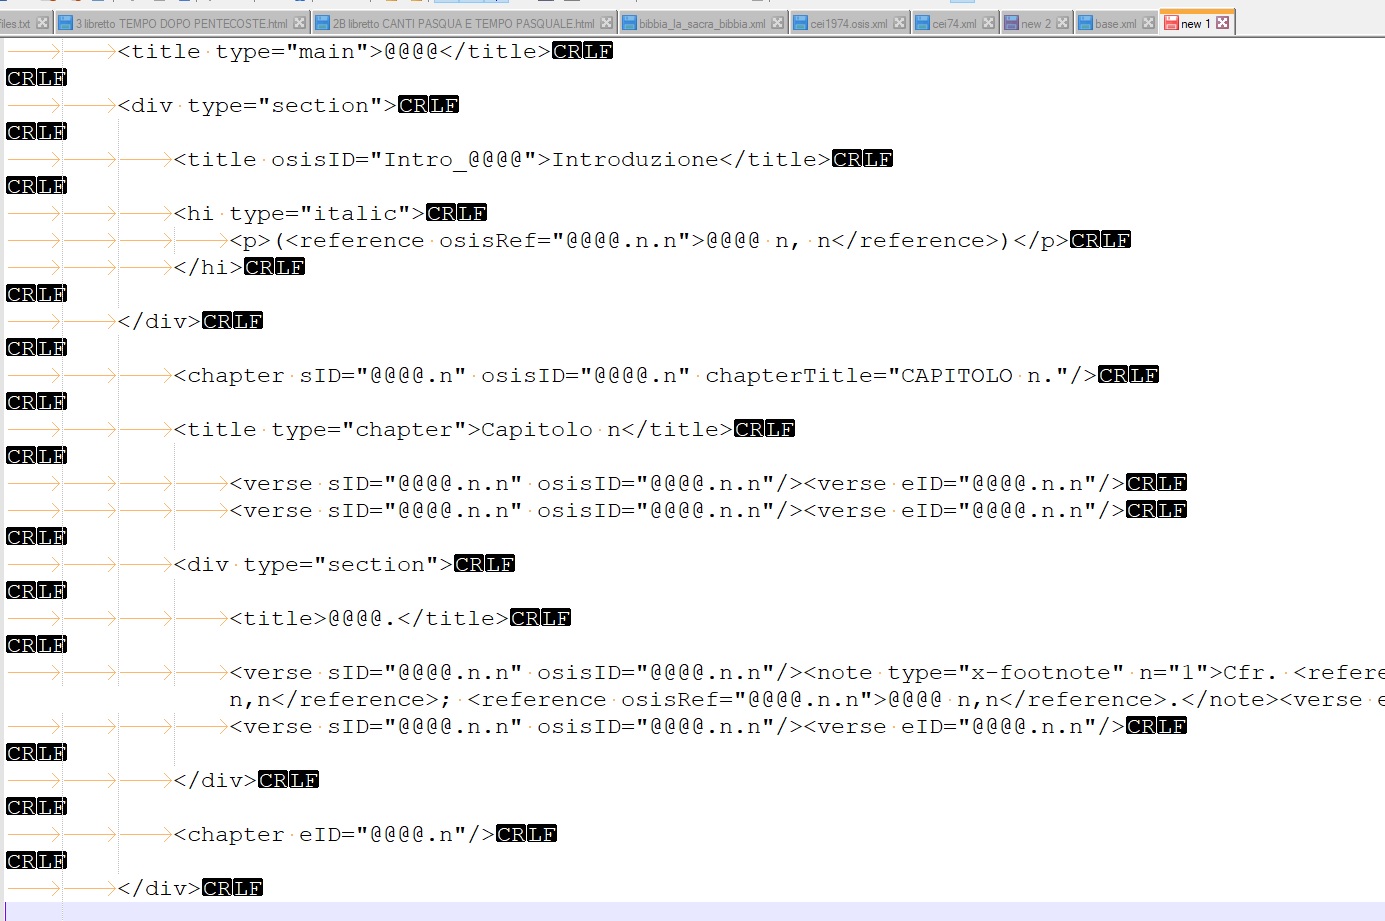 files.txt 3 libretto TEMPO DOPO PENTECOSTE.html 28 libretto CANTI PASQUA E TEMPO PASQUALE.html bibbia_la_sacra_bibbia.xml cei1974.osis.xml cei74.xml new 2 base.xml new 1
<title type="main">@@@@</title>CRLF
CRLF
<div type="section">CRLF
CRLF
<title osisID="Intro_@@@@">Introduzione</title>CRLF
CRLF
<hi type="italic">CRLF
<p>(<reference osisRef="@@@@.n.n">@@@@ n, n</reference>)</p>CRLF
</hi>CRLF
CRLF
</div>CRLF
CRLF
<chapter sID="@@@@.n" osisID="@@@@.n" chapterTitle="CAPITOLO n."/>CRLF
CRLF
<title type="chapter">Capitolo n</title>CRLF
CRLF
<verse sID="@@@@.n.n" osisID="@@@@.n.n"/><verse eID="@@@@.n.n"/>CRLF
<verse sID="@@@@.n.n" osisID="@@@@.n.n"/><verse eID="@@@@.n.n"/>CRLF
CRLF
<div type="section">CRLF
CRLF
<title>@@@@.</title>CRLF
CRLF
<verse sID="@@@@.n.n" osisID="@@@@.n.n"/><note type="x-footnote" n="1">Cfr. <refere
n,n</reference>; <reference osisRef="@@@@.n.n">@@@@ n,n</reference>.</note><verse e
<verse sID="@@@@.n.n" osisID="@@@@.n.n"/><verse eID="@@@@.n.n"/>CRLF
CRLF
</div>CRLF
CRLF
<chapter eID="@@@@.n"/>CRLF
CRLF
</div>CRLF